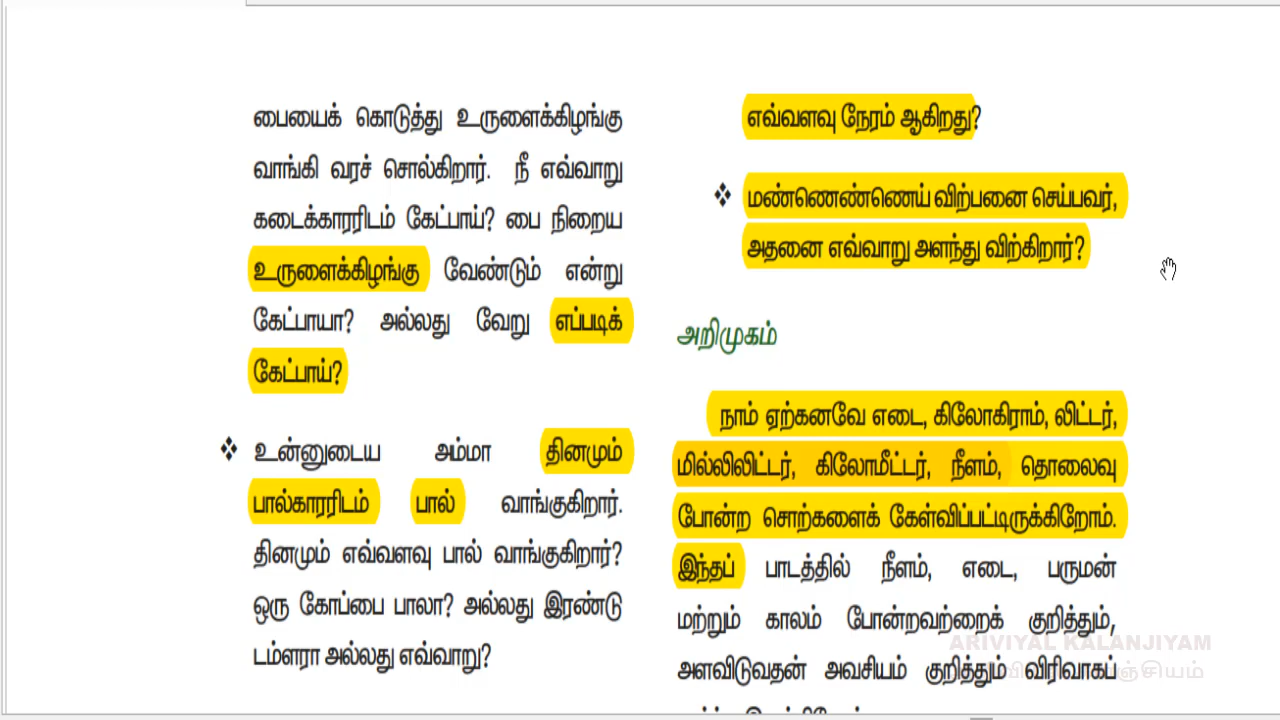 பையைக் கொடுத்து உருளைக்கிழங்கு
வாங்கி வரச் சொல்கிறார். நீ எவ்வாறு
கடைக்காரரிடம் கேட்பாய்? பை நிறைய
உருளைக்கிழங்கு வேண்டும் என்று
கேட்பாயா? அல்லது வேறு எப்படிக்
கேட்பாய்?
❖ உன்னுடைய அம்மா தினமும்
பால்காரரிடம் பால் வாங்குகிறார்.
தினமும் எவ்வளவு பால் வாங்குகிறார்?
ஒரு கோப்பை பாலா? அல்லது இரண்டு
டம்ளரா அல்லது எவ்வாறு?
எவ்வளவு நேரம் ஆகிறது?
❖ மண்ணெண்ணெய் விற்பனை செய்பவர்,
அதனை எவ்வாறு அளந்து விற்கிறார்?
அறிமுகம்
நாம் ஏற்கனவே எடை, கிலோகிராம், லிட்டர்,
மில்லிலிட்டர், கிலோமீட்டர், நீளம், தொலைவு
போன்ற சொற்களைக் கேள்விப்பட்டிருக்கிறோம்.
இந்தப் பாடத்தில் நீளம், எடை, பருமன்
மற்றும் காலம் போன்றவற்றைக் குறித்தும்,
அளவிடுவதன் அவசியம் குறித்தும் விரிவாகப்
ARIVIYAL KALANJIYAM